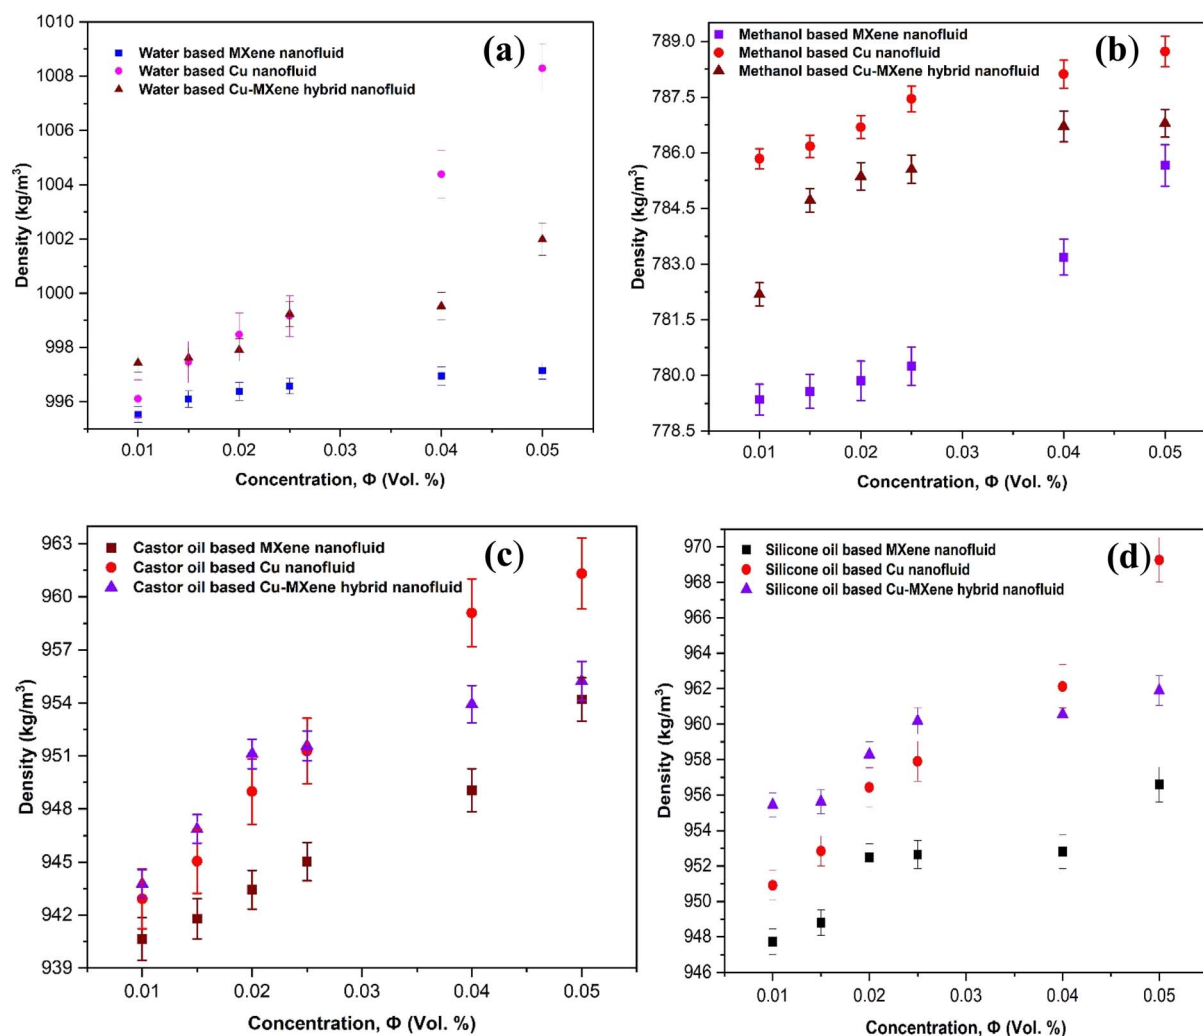 (a)
Water based MXene nanofluid
Water based Cu nanofluid
Water based Cu-MXene hybrid nanofluid
1010
1008
1006
1004
1002
1000
998
996
Density (kg/m³)
0.01
0.02
0.03
0.04
0.05
Concentration, Φ (Vol. %)
(b)
Methanol based MXene nanofluid
Methanol based Cu nanofluid
Methanol based Cu-MXene hybrid nanofluid
789.0
787.5
786.0
784.5
783.0
781.5
780.0
778.5
Density (kg/m³)
0.01
0.02
0.03
0.04
0.05
Concentration, Φ (Vol. %)
(c)
Castor oil based MXene nanofluid
Castor oil based Cu nanofluid
Castor oil based Cu-MXene hybrid nanofluid
963
960
957
954
951
948
945
942
939
Density (kg/m³)
0.01
0.02
0.03
0.04
0.05
Concentration, Φ (Vol. %)
(d)
Silicone oil based MXene nanofluid
Silicone oil based Cu nanofluid
Silicone oil based Cu-MXene hybrid nanofluid
970
968
966
964
962
960
958
956
954
952
950
948
946
Density (kg/m³)
0.01
0.02
0.03
0.04
0.05
Concentration, Φ (Vol. %)